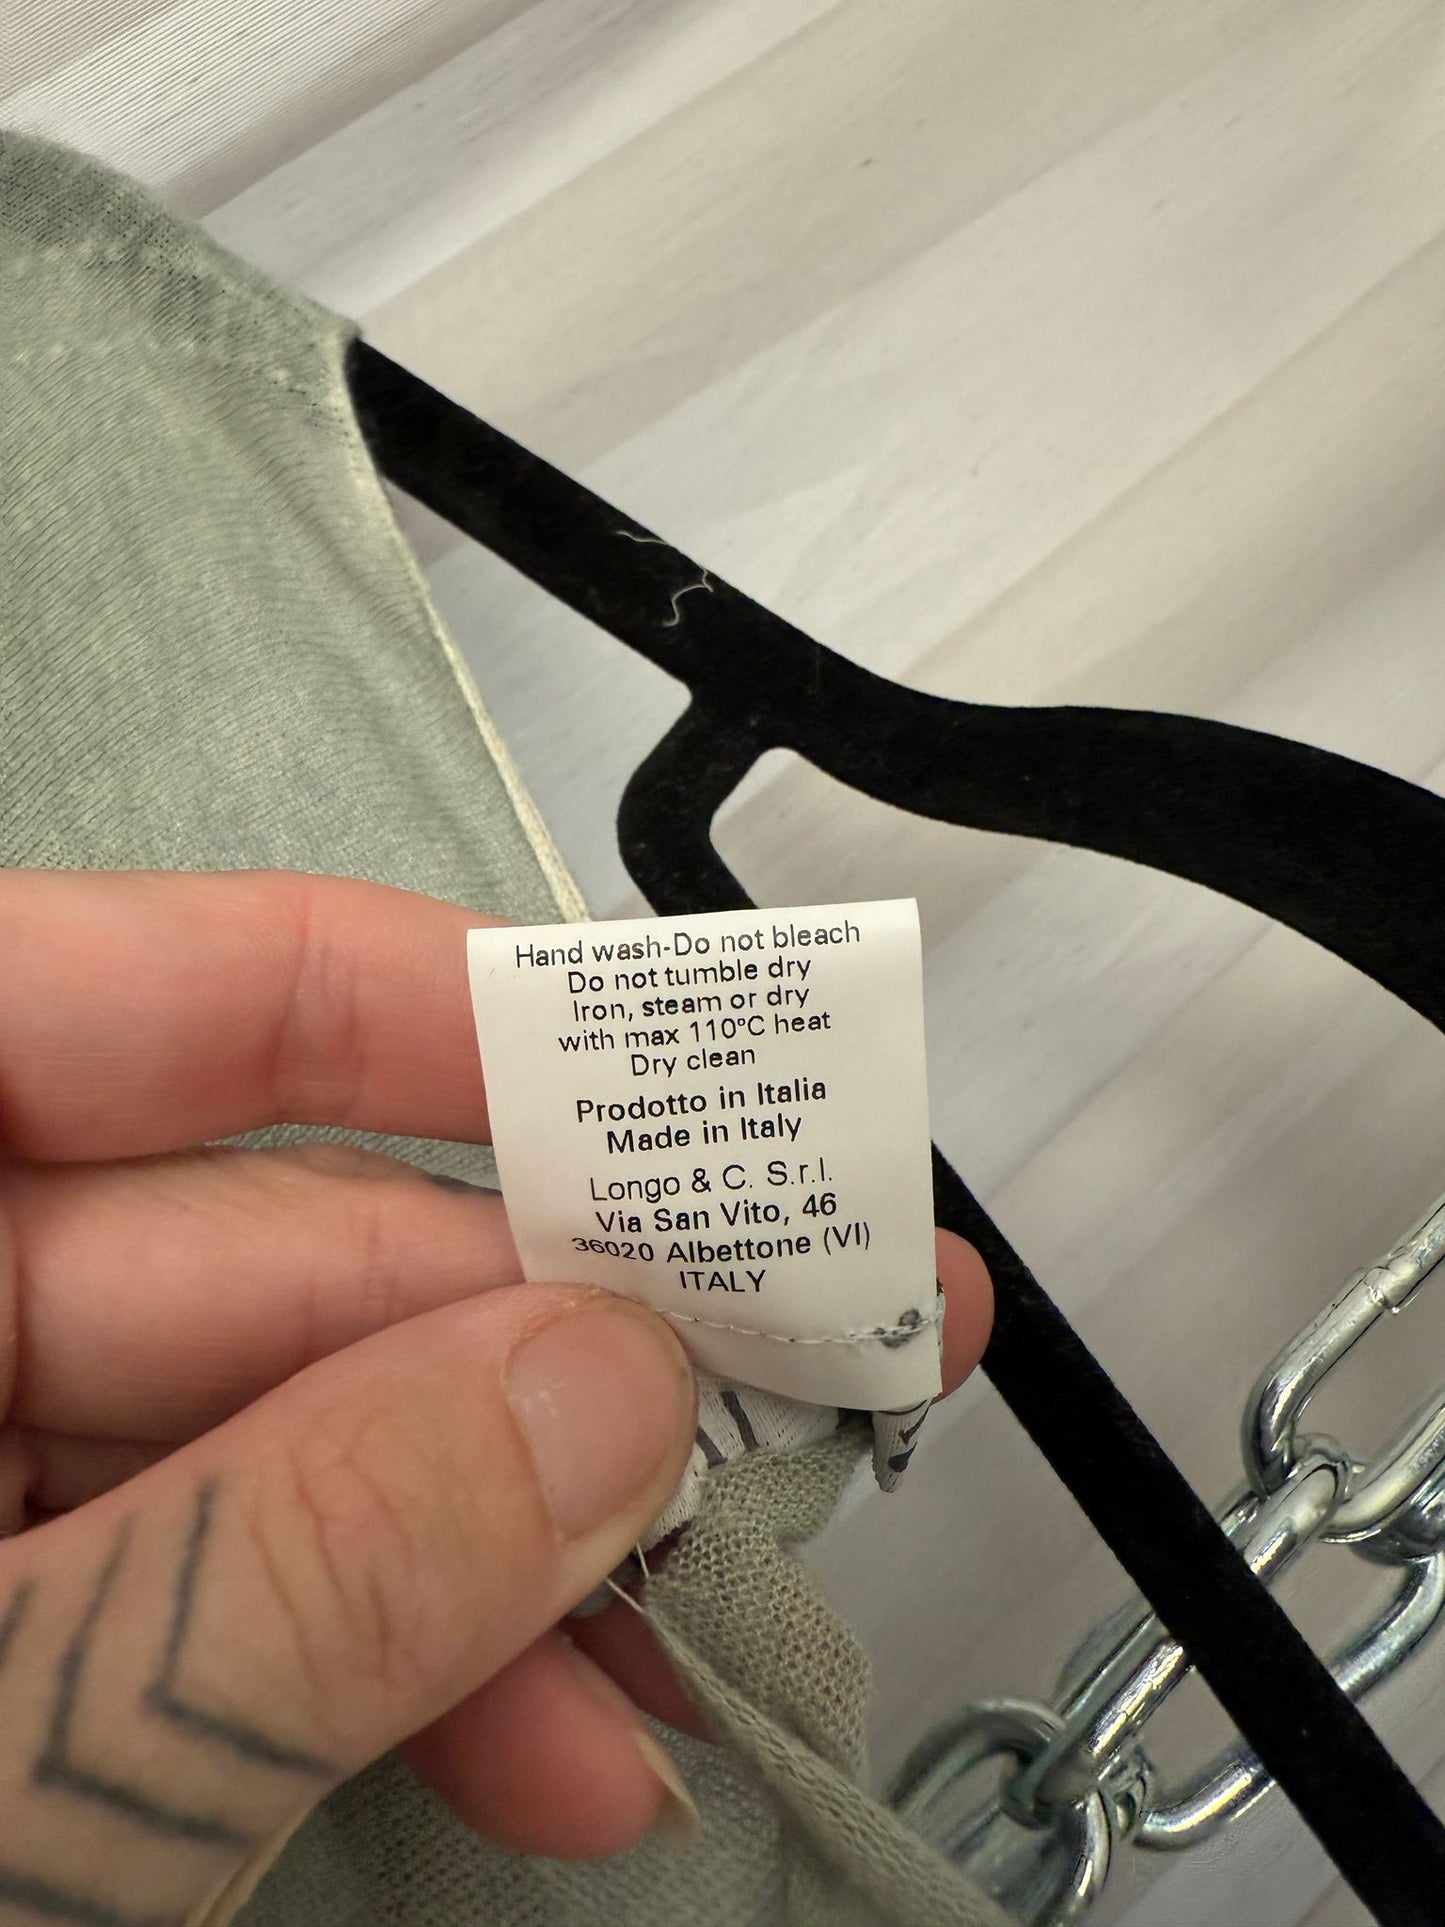 Hand wash-Do not bleach
Do not tumble dry
Iron, steam or dry
with max 110°C heat
Dry clean
Prodotto in Italia
Made in Italy
Longo & C. S.r.l.
Via San Vito, 46
36020 Albettone (VI)
ITALY